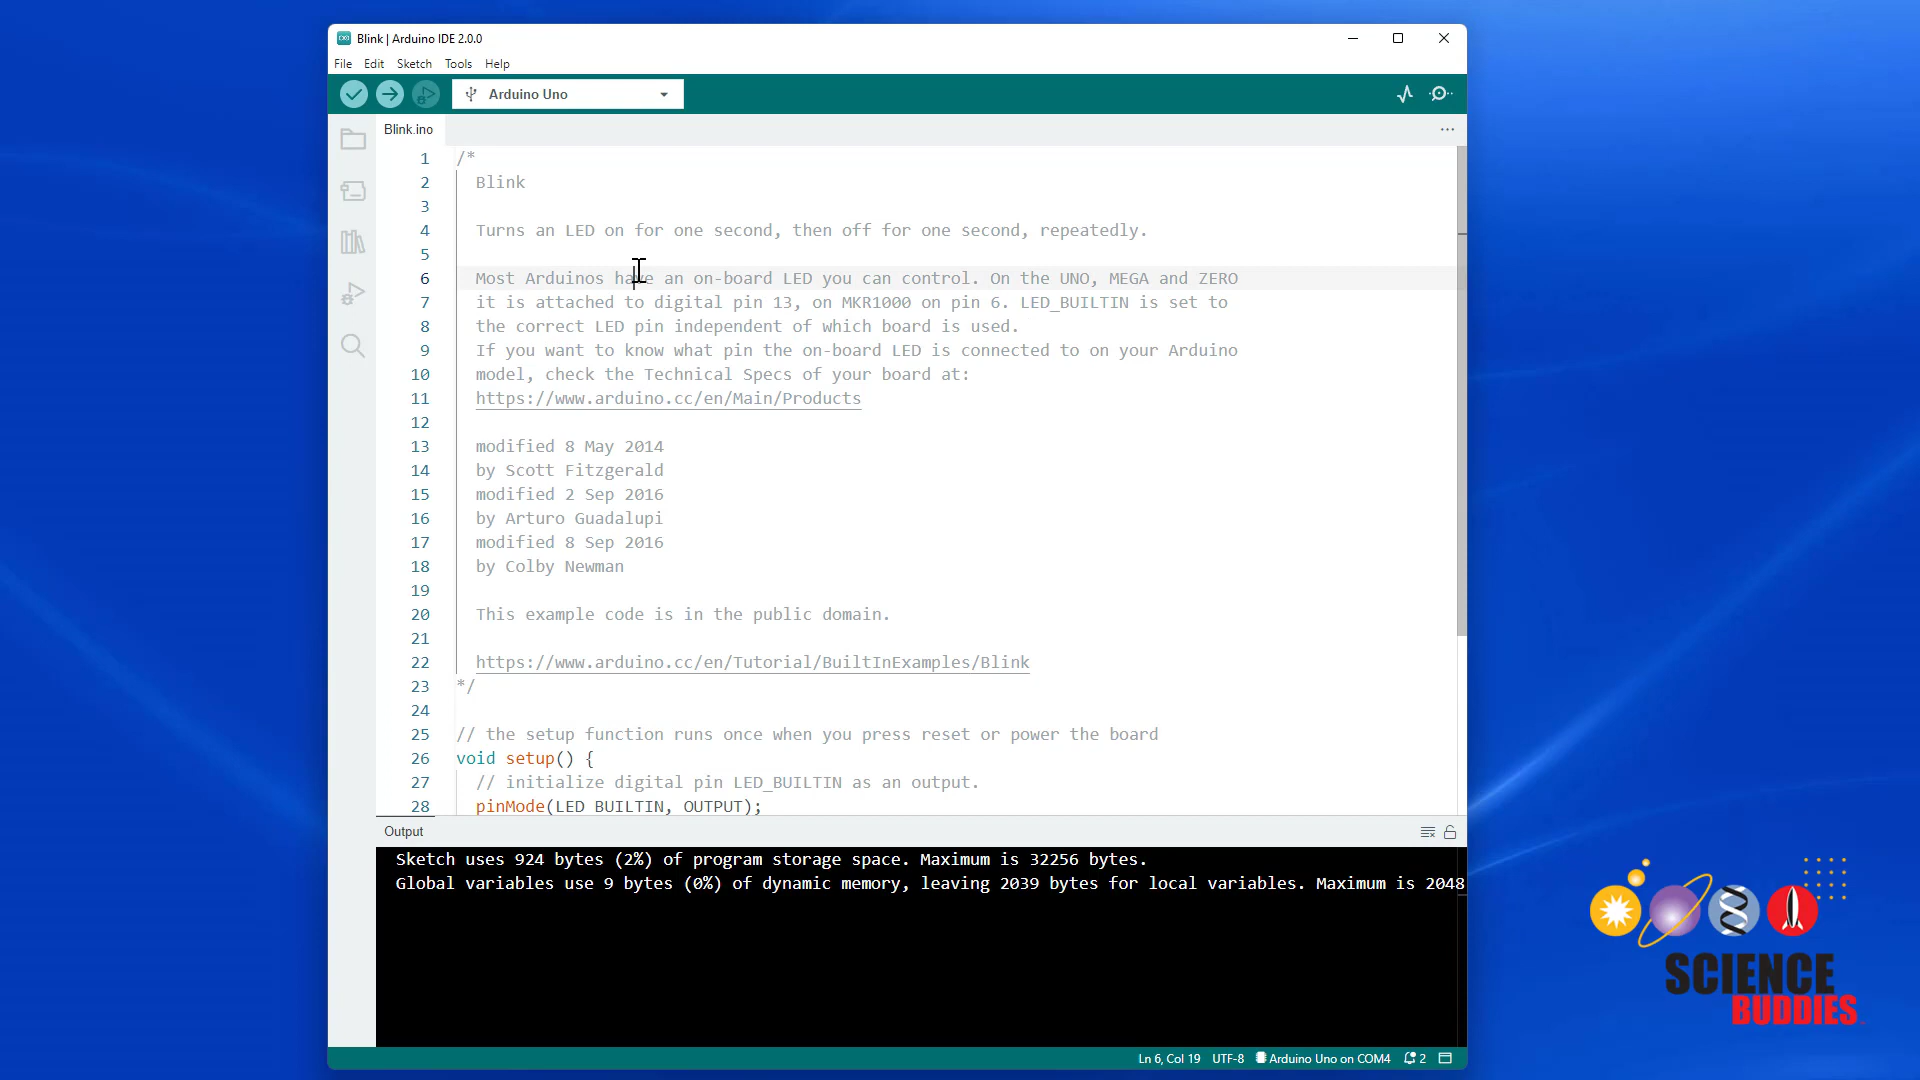 Blink | Arduino IDE 2.0.0
File Edit Sketch Tools Help
Arduino Uno
Blink.ino
1 /*
2 Blink
3
4 Turns an LED on for one second, then off for one second, repeatedly.
5
6 Most Arduinos have an on-board LED you can control. On the UNO, MEGA and ZERO
7 it is attached to digital pin 13, on MKR1000 on pin 6. LED_BUILTIN is set to
8 the correct LED pin independent of which board is used.
9 If you want to know what pin the on-board LED is connected to on your Arduino
10 model, check the Technical Specs of your board at:
11 https://www.arduino.cc/en/Main/Products
12
13 modified 8 May 2014
14 by Scott Fitzgerald
15 modified 2 Sep 2016
16 by Arturo Guadalupi
17 modified 8 Sep 2016
18 by Colby Newman
19
20 This example code is in the public domain.
21
22 https://www.arduino.cc/en/Tutorial/BuiltInExamples/Blink
23 */
24
25 // the setup function runs once when you press reset or power the board
26 void setup() {
27 // initialize digital pin LED_BUILTIN as an output.
28 pinMode(LED BUILTIN, OUTPUT);
Output
Sketch uses 924 bytes (2%) of program storage space. Maximum is 32256 bytes.
Global variables use 9 bytes (0%) of dynamic memory, leaving 2039 bytes for local variables. Maximum is 2048
Ln 6, Col 19 UTF-8 Arduino Uno on COM4 2
SCIENCE
BUDDIES